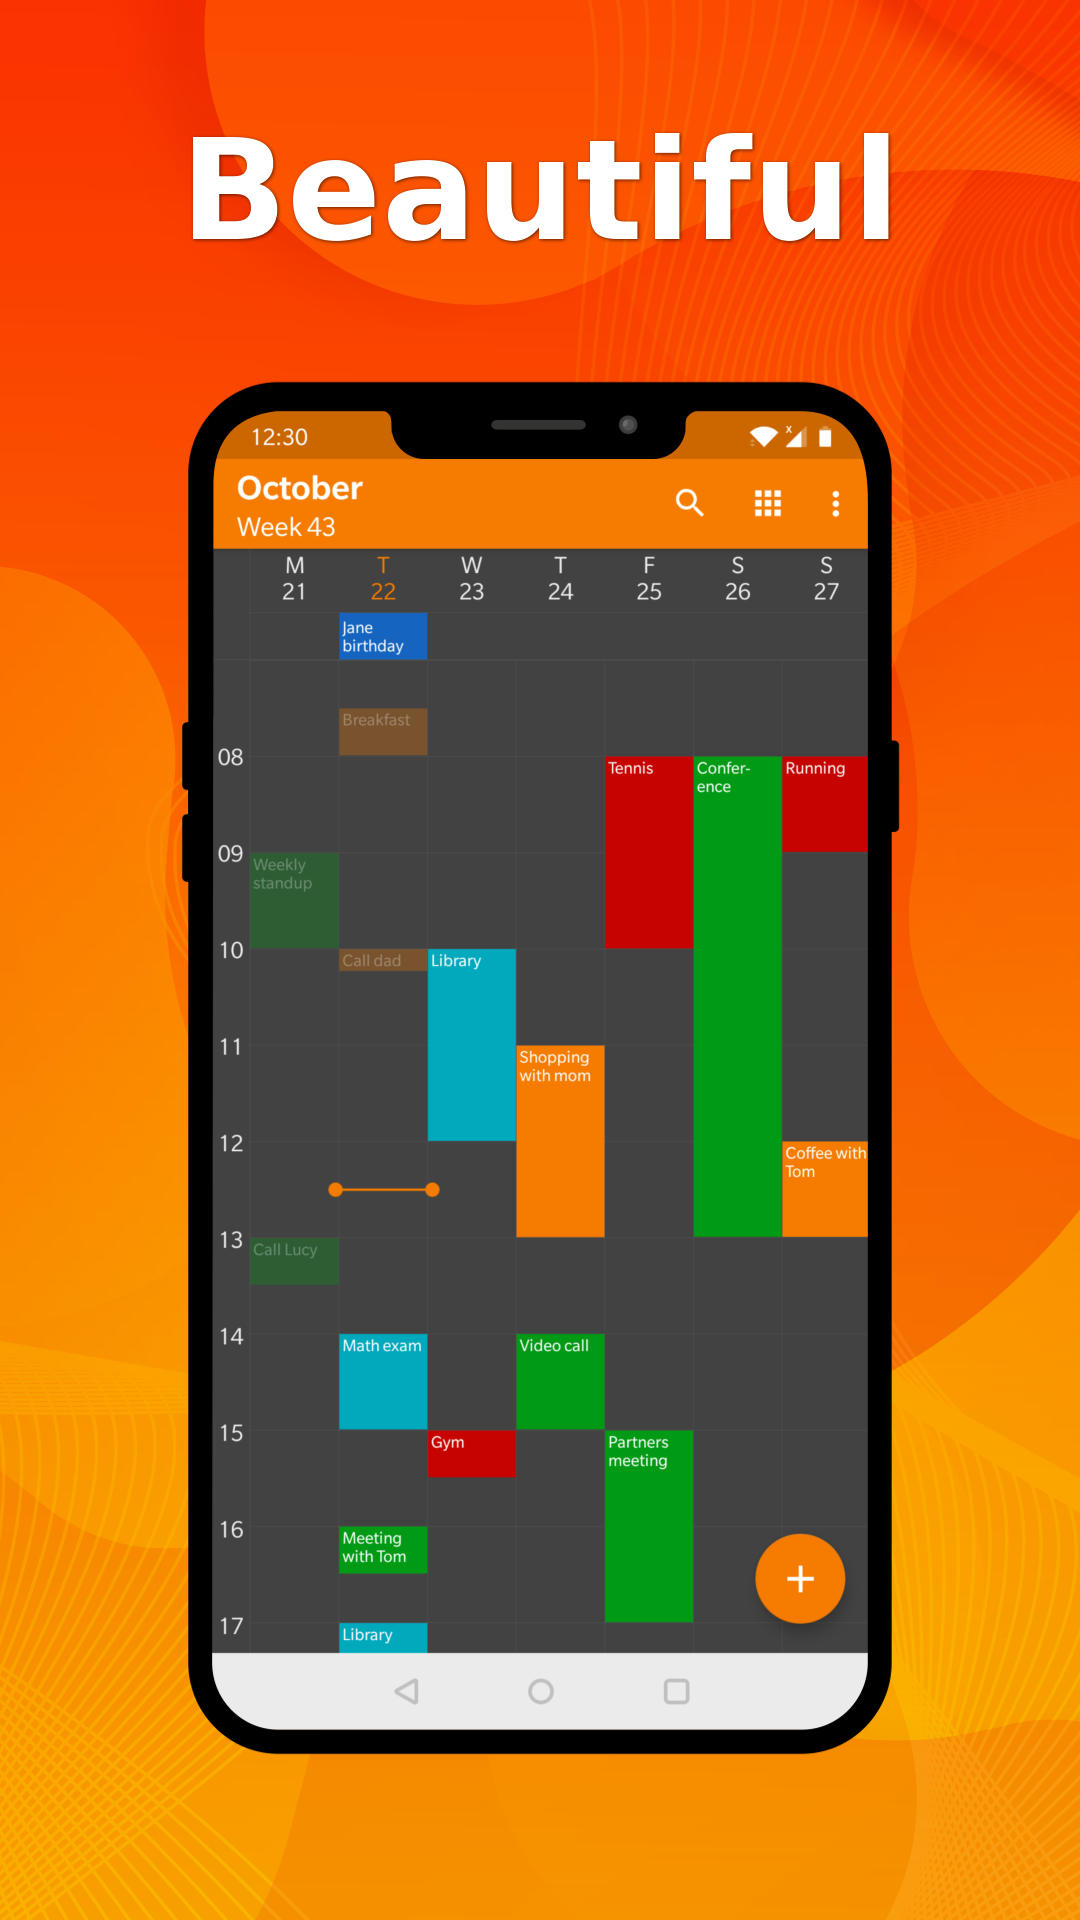 Beautiful
12:30
x
October
Week 43
M T W T F S S
21 22 23 24 25 26 27
Jane
birthday
Breakfast
08
Tennis
Confer-
ence
Running
09
Weekly
standup
10
Call dad
Library
11
Shopping
with mom
12
Coffee with
Tom
13
Call Lucy
14
Math exam
Video call
15
Gym
Partners
meeting
16
Meeting
with Tom
17
Library